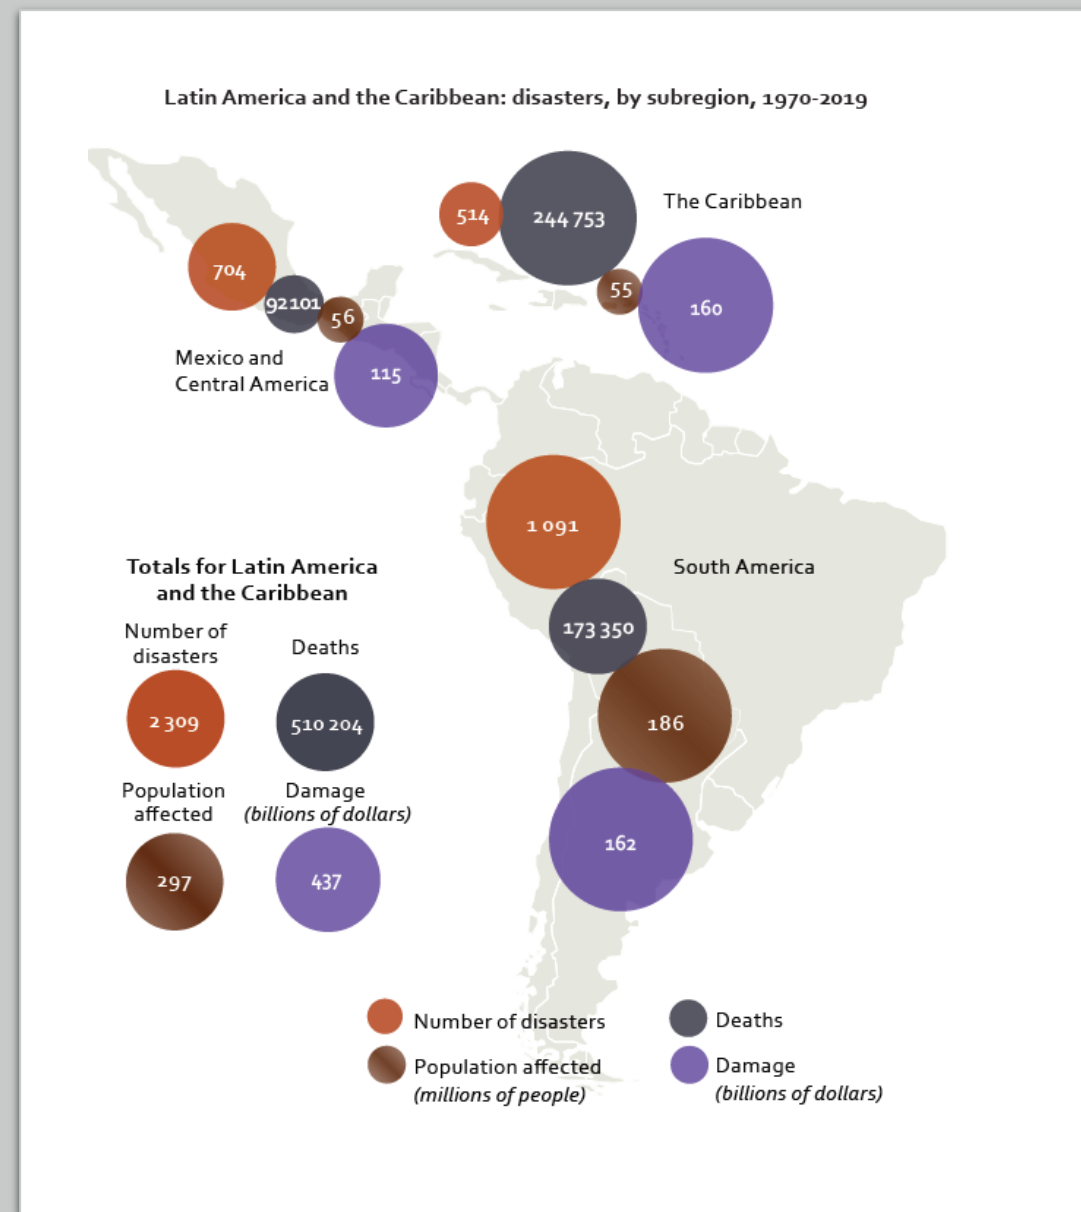 Latin America and the Caribbean: disasters, by subregion, 1970-2019
The Caribbean
514
244 753
55
160
704
92101
56
115
Mexico and
Central America
1 091
South America
173 350
186
162
Totals for Latin America
and the Caribbean
Number of
disasters
Deaths
2 309
510 204
Population
affected
Damage
(billions of dollars)
297
437
Number of disasters
Deaths
Population affected
(millions of people)
Damage
(billions of dollars)